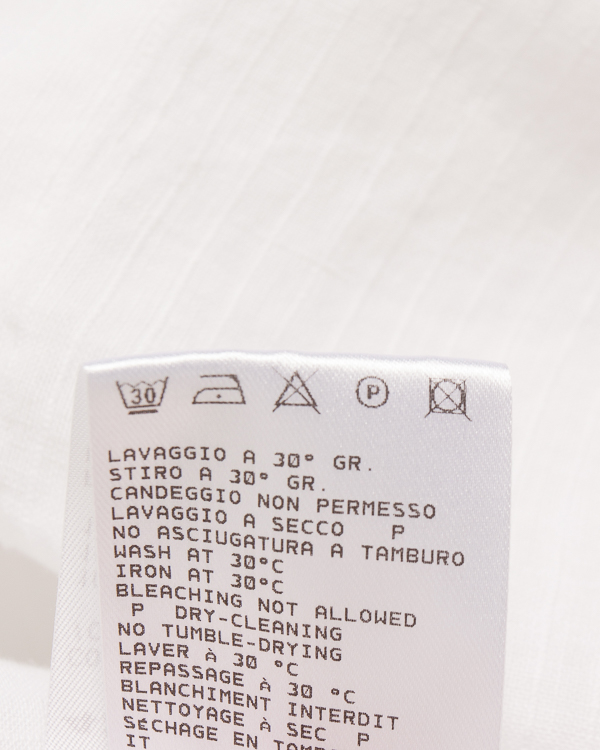 30 P
LAVAGGIO A 30° GR.
STIRO A 30° GR.
CANDEGGIO NON PERMESSO
LAVAGGIO A SECCO P
NO ASCIUGATURA A TAMBURO
WASH AT 30°C
IRON AT 30°C
BLEACHING NOT ALLOWED
P DRY-CLEANING
NO TUMBLE-DRYING
LAVER À 30 °C
REPASSAGE À 30 °C
BLANCHIMENT INTERDIT
NETTOYAGE À SEC P
SÉCHAGE EN
IT